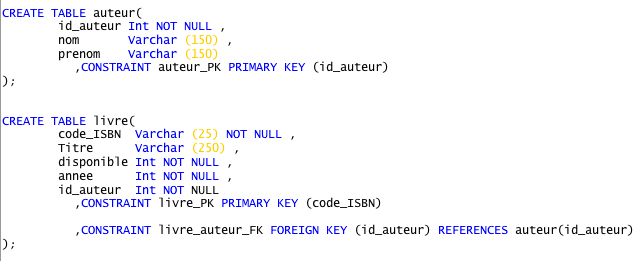 CREATE TABLE auteur(
id_auteur Int NOT NULL ,
nom Varchar (150) ,
prenom Varchar (150)
,CONSTRAINT auteur_PK PRIMARY KEY (id_auteur)
);
CREATE TABLE livre(
code_ISBN Varchar (25) NOT NULL ,
Titre Varchar (250) ,
disponible Int NOT NULL ,
annee Int NOT NULL ,
id_auteur Int NOT NULL
,CONSTRAINT livre_PK PRIMARY KEY (code_ISBN)
,CONSTRAINT livre_auteur_FK FOREIGN KEY (id_auteur) REFERENCES auteur(id_auteur)
);